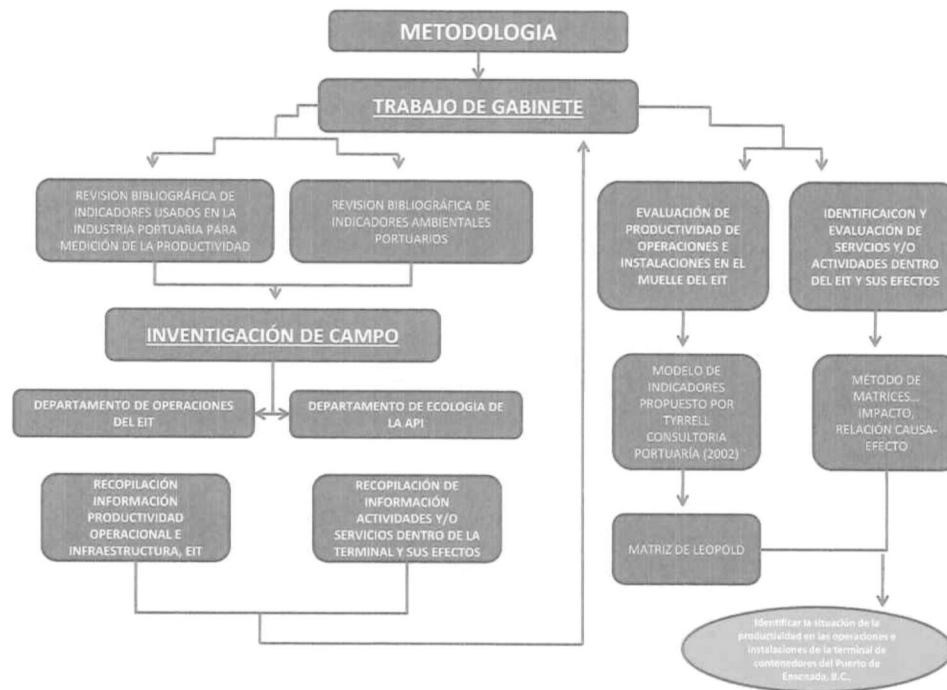 METODOLOGIA
TRABAJO DE GABINETE
REVISION BIBLIOGRÁFICA DE
INDICADORES USADOS EN LA
INDUSTRIA PORTUARIA PARA
MEDICIÓN DE LA PRODUCTIVIDAD
REVISION BIBLIOGRÁFICA DE
INDICADORES AMBIENTALES
PORTUARIOS
INVENTIGACIÓN DE CAMPO
DEPARTAMENTO DE OPERACIONES
DEL EIT
DEPARTAMENTO DE ECOLOGIA DE
LA API
RECOPILACIÓN
INFORMACIÓN
PRODUCTIVIDAD
OPERACIONAL E
INFRAESTRUCTURA, EIT
RECOPILACIÓN DE
INFORMACIÓN
ACTIVIDADES Y/O
SERVICIOS DENTRO DE LA
TERMINAL Y SUS EFECTOS
EVALUACIÓN DE
PRODUCTIVIDAD DE
OPERACIONES E
INSTALACIONES EN EL
MUELLE DEL EIT
IDENTIFICAICON Y
EVALUACIÓN DE
SERVCIOS Y/O
ACTIVIDADES DENTRO
DEL EIT Y SUS EFECTOS
MODELO DE
INDICADORES
PROPUESTO POR
TYRRELL
CONSULTORIA
PORTUARÍA (2002)
MÉTODO DE
MATRICES...
IMPACTO,
RELACIÓN CAUSA-
EFECTO
MATRIZ DE LEOPOLD
Identificar la situación de la
productividad en las operaciones e
instalaciones de la terminal de
contenedores del Puerto de
Ensenada, B.C.